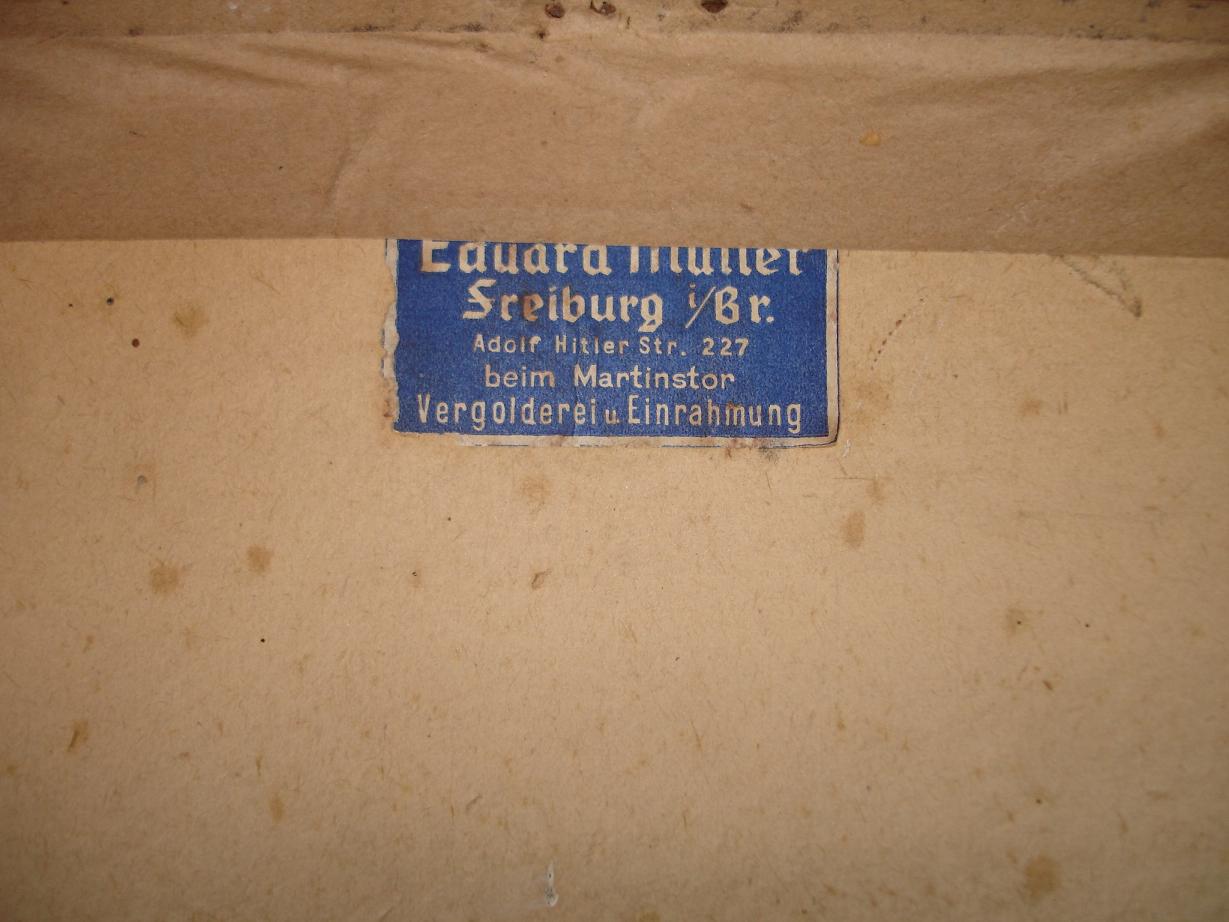 Eduard Müller
Freiburg i/Br.
Adolf Hitler Str. 227
beim Martinstor
Vergolderei u. Einrahmung